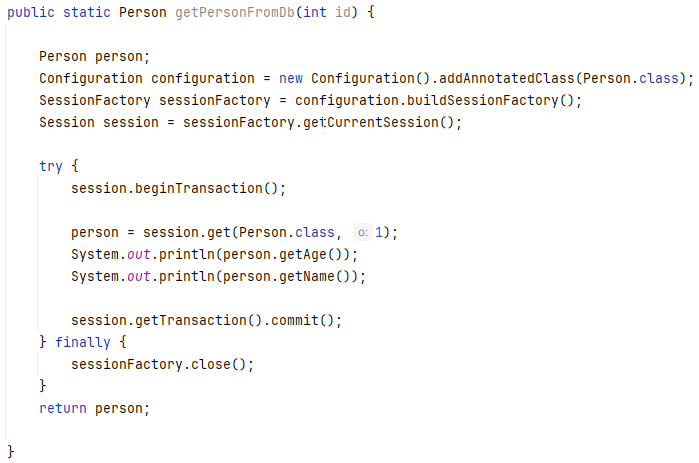 public static Person getPersonFromDb(int id) {
Person person;
Configuration configuration = new Configuration().addAnnotatedClass(Person.class);
SessionFactory sessionFactory = configuration.buildSessionFactory();
Session session = sessionFactory.getCurrentSession();
try {
session.beginTransaction();
person = session.get(Person.class, o: 1);
System.out.println(person.getAge());
System.out.println(person.getName());
session.getTransaction().commit();
} finally {
sessionFactory.close();
}
return person;
}